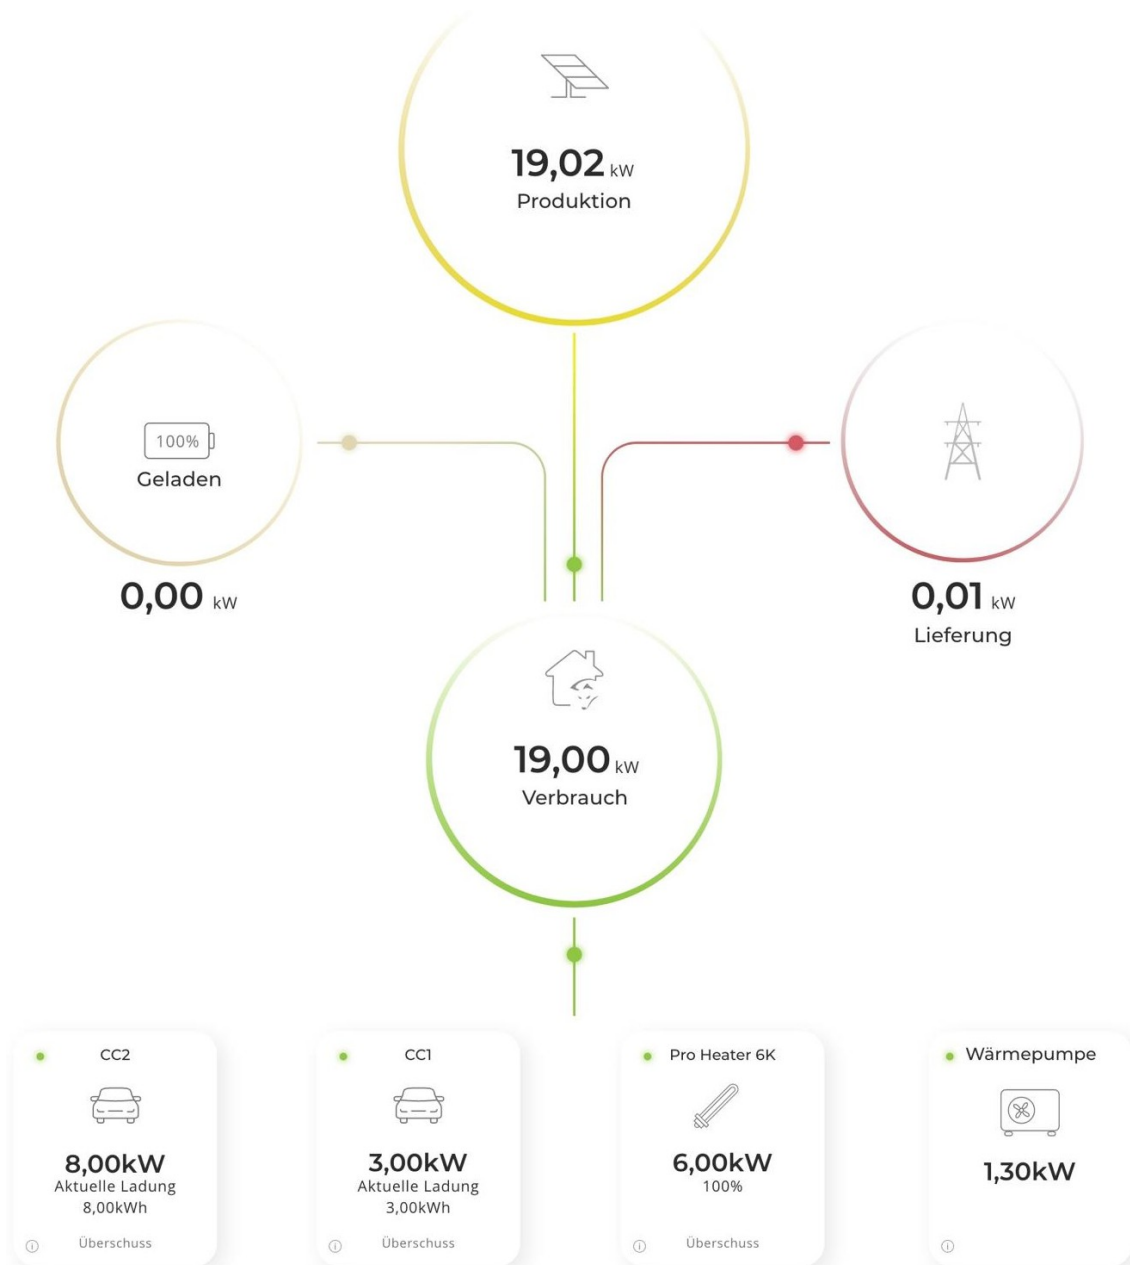 19,02 kW
Produktion
100%
Geladen
0,00 kW
0,01 kW
Lieferung
19,00 kW
Verbrauch
CC2
8,00kW
Aktuelle Ladung
8,00kWh
Überschuss
CC1
3,00kW
Aktuelle Ladung
3,00kWh
Überschuss
Pro Heater 6K
6,00kW
100%
Überschuss
Wärmepumpe
1,30kW